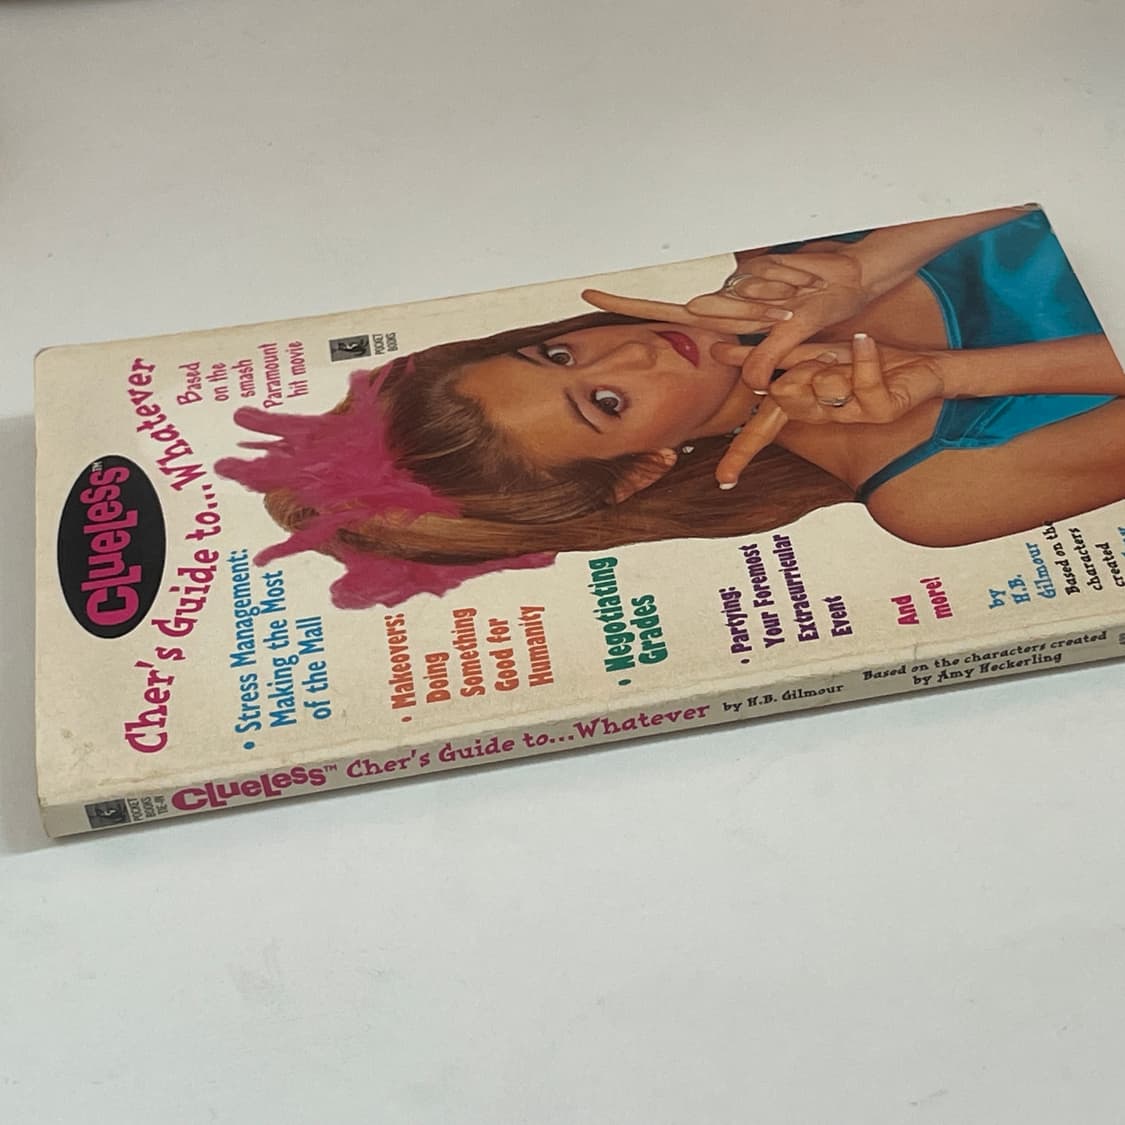 Clueless™
Cher's Guide to...Whatever
Based
on the
smash
Paramount
hit movie
POCKET
BOOKS
• Stress Management:
Making the Most
of the Mall
• Makeovers:
Doing
Something
Good for
Humanity
• Negotiating
Grades
• Partying:
Your Foremost
Extracurricular
Event
And
more!
by
H.B.
Gilmour
Based on the
characters
created
POCKET
BOOKS
TIE-IN
Clueless™ Cher's Guide to...Whatever by H.B. Gilmour
Based on the characters created
by Amy Heckerling